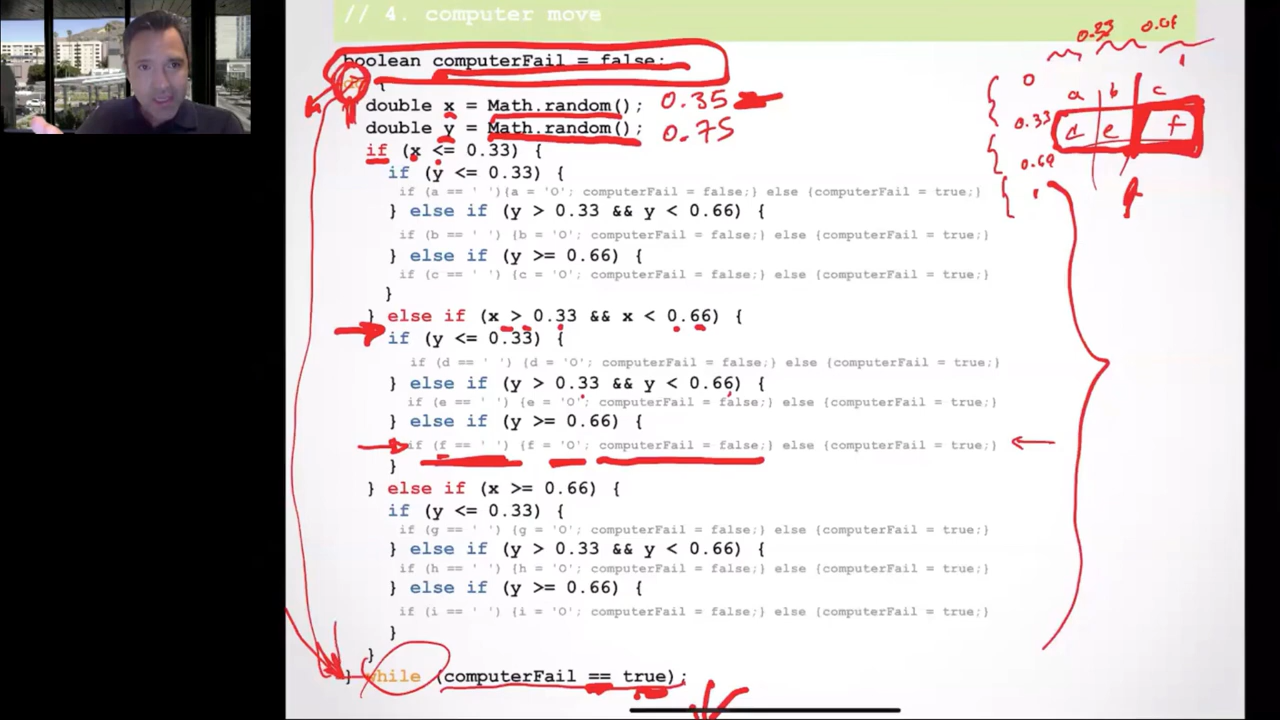 // 4. computer move
boolean computerFail = false;
{
double x = Math.random(); 0.35
double y = Math.random(); 0.75
if (x <= 0.33) {
if (y <= 0.33) {
if (a == ' '){a = 'O'; computerFail = false;} else {computerFail = true;}
} else if (y > 0.33 && y < 0.66) {
if (b == ' ') {b = 'O'; computerFail = false;} else {computerFail = true;}
} else if (y >= 0.66) {
if (c == ' ') {c = 'O'; computerFail = false;} else {computerFail = true;}
}
} else if (x > 0.33 && x < 0.66) {
if (y <= 0.33) {
if (d == ' ') {d = 'O'; computerFail = false;} else {computerFail = true;}
} else if (y > 0.33 && y < 0.66) {
if (e == ' ') {e = 'O'; computerFail = false;} else {computerFail = true;}
} else if (y >= 0.66) {
if (f == ' ') {f = 'O'; computerFail = false;} else {computerFail = true;}
}
} else if (x >= 0.66) {
if (y <= 0.33) {
if (g == ' ') {g = 'O'; computerFail = false;} else {computerFail = true;}
} else if (y > 0.33 && y < 0.66) {
if (h == ' ') {h = 'O'; computerFail = false;} else {computerFail = true;}
} else if (y >= 0.66) {
if (i == ' ') {i = 'O'; computerFail = false;} else {computerFail = true;}
}
}
} while (computerFail == true);
0.33
0 1
a b c
0.33 d e f